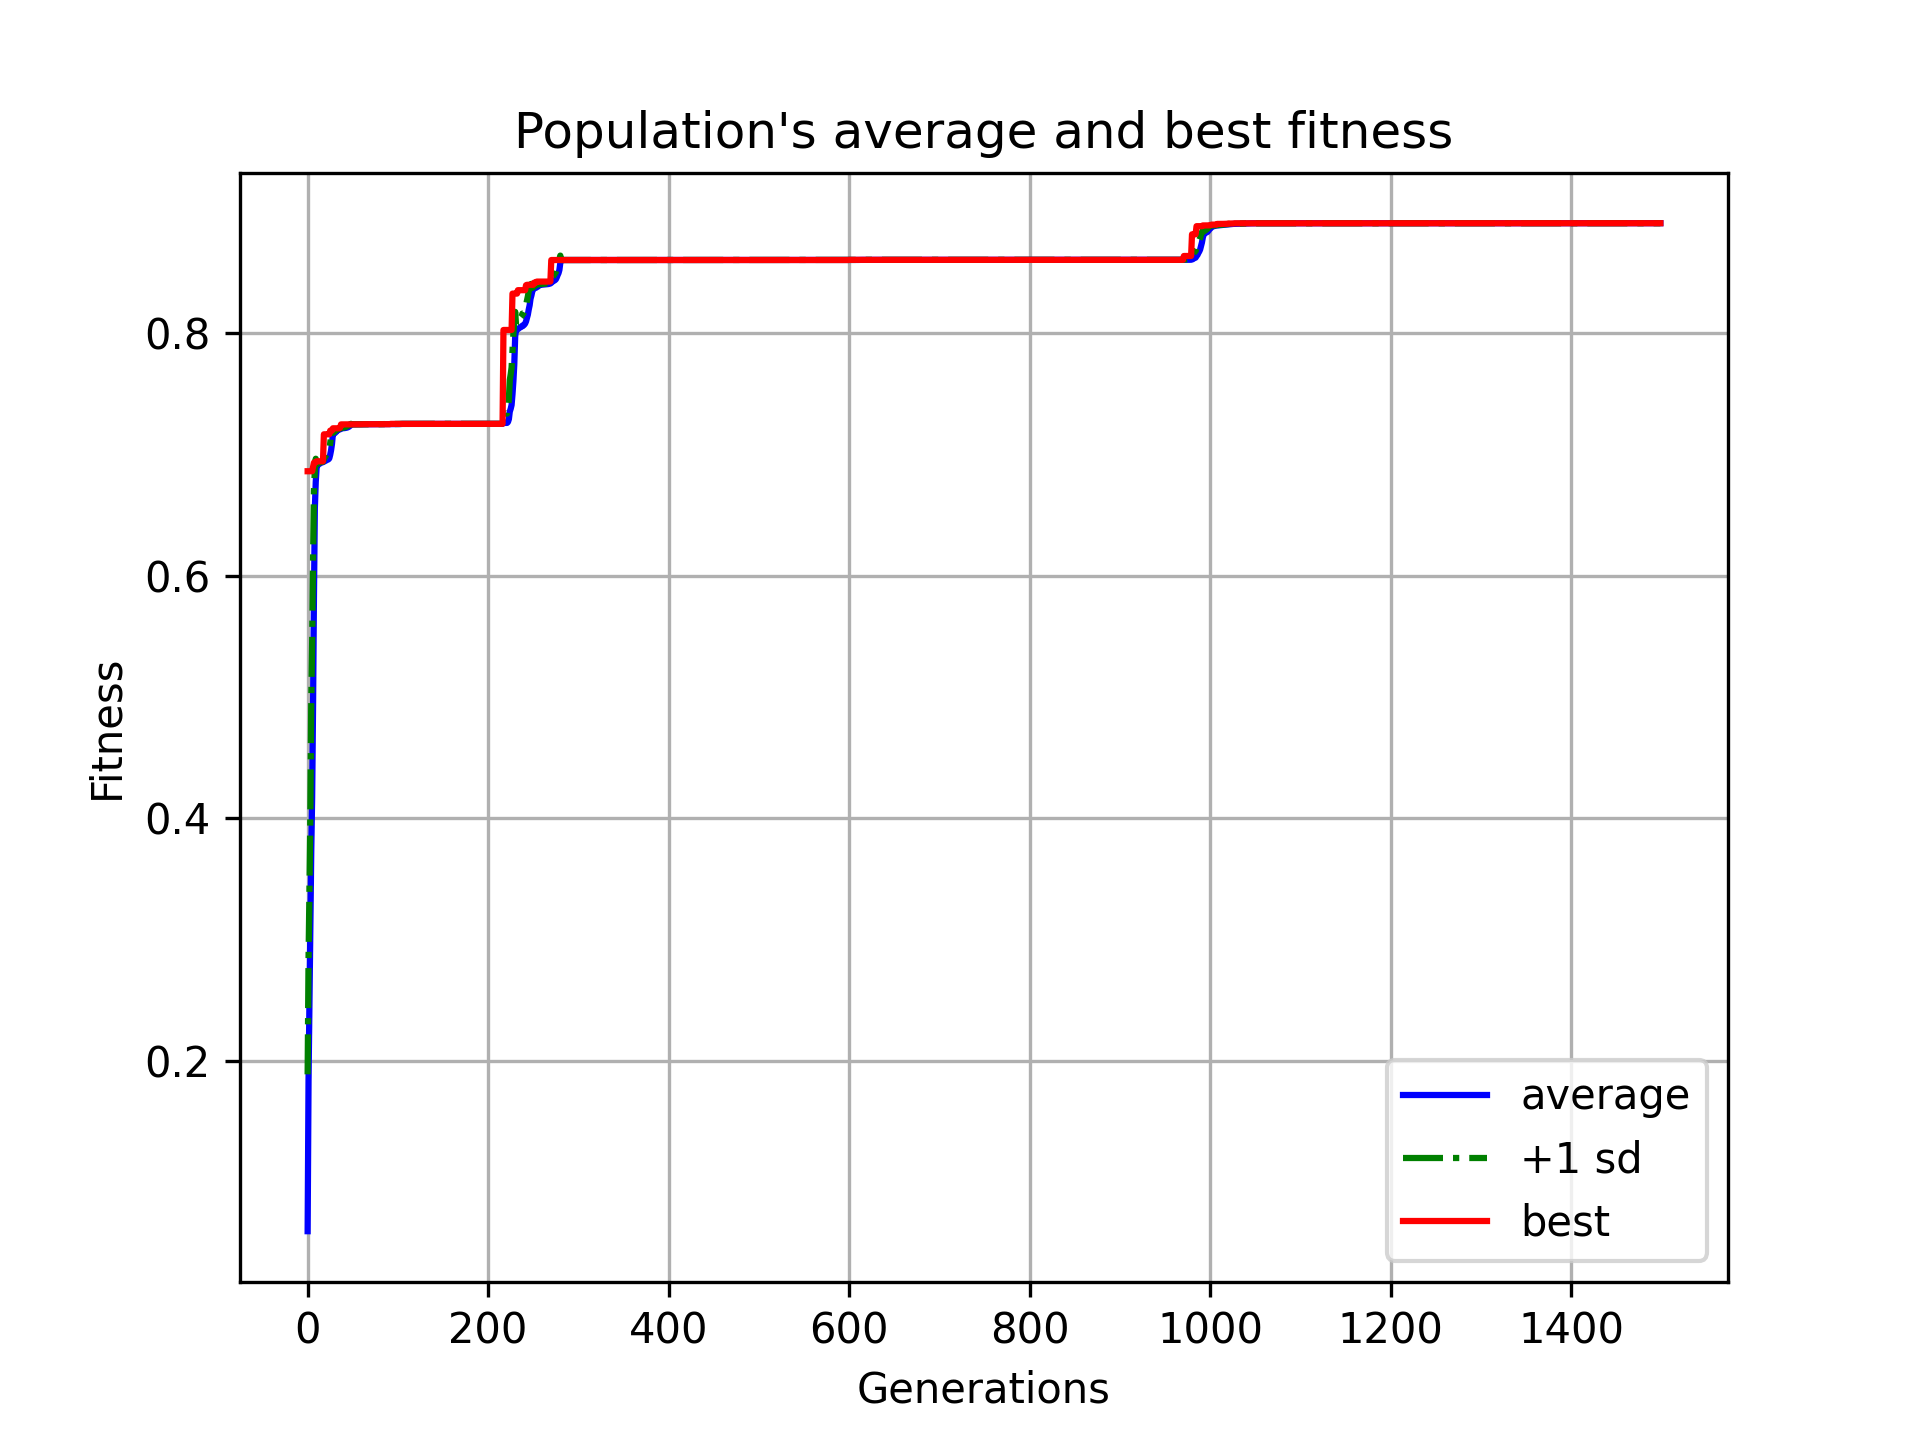 Population's average and best fitness
Fitness
0.8
0.6
0.4
0.2
0 200 400 600 800 1000 1200 1400
Generations
average
+1 sd
best